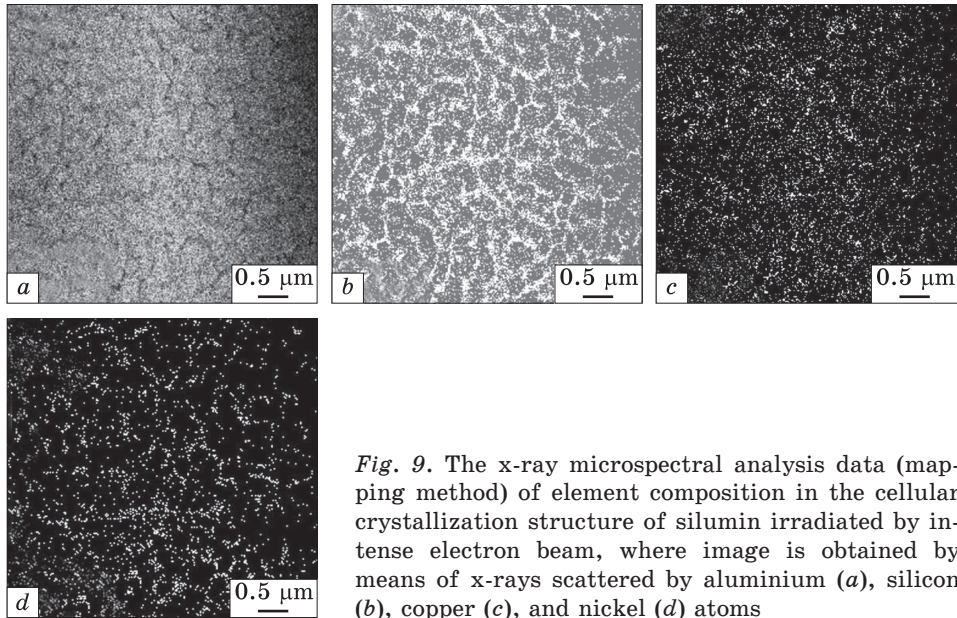 a
0.5 μm
b
0.5 μm
c
0.5 μm
d
0.5 μm
Fig. 9. The x-ray microspectral analysis data (map-
ping method) of element composition in the cellular
crystallization structure of silumin irradiated by in-
tense electron beam, where image is obtained by
means of x-rays scattered by aluminium (a), silicon
(b), copper (c), and nickel (d) atoms